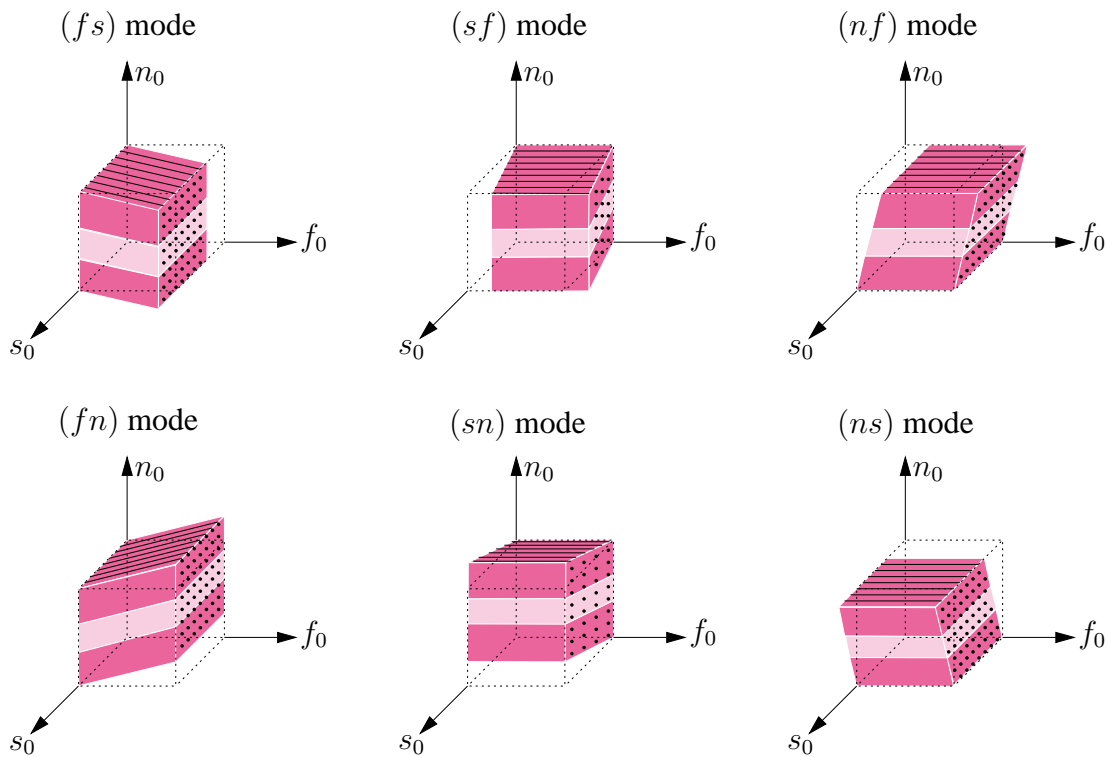 (fs) mode
(sf) mode
(nf) mode
n₀
n₀
n₀
f₀
f₀
f₀
s₀
s₀
s₀
(fn) mode
(sn) mode
(ns) mode
n₀
n₀
n₀
f₀
f₀
f₀
s₀
s₀
s₀